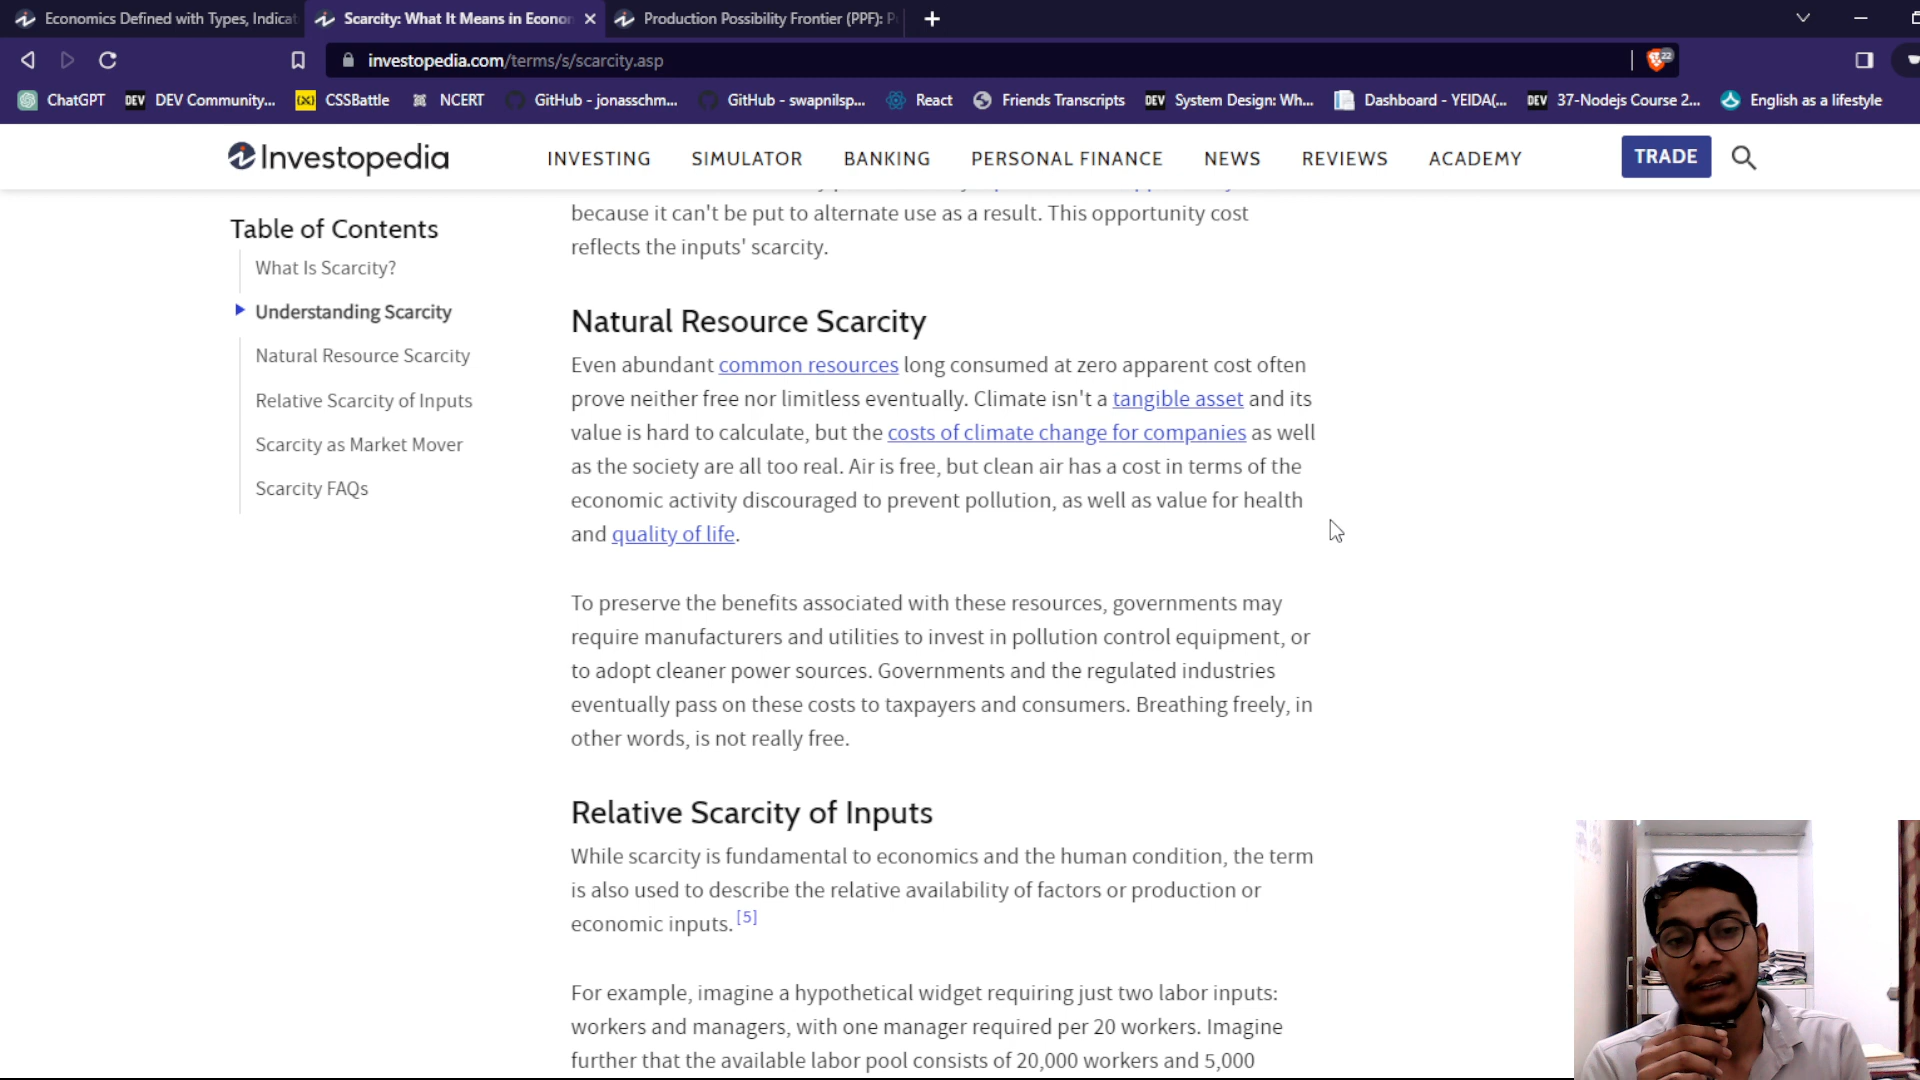 Economics Defined with Types, Indicat
Scarcity: What It Means in Econor
Production Possibility Frontier (PPF): P
investopedia.com/terms/s/scarcity.asp
22
ChatGPT
DEV DEV Community...
CSSBattle
NCERT
GitHub - jonasschm...
GitHub - swapnilsp...
React
Friends Transcripts
DEV System Design: Wh...
Dashboard - YEIDA(...
DEV 37-Nodejs Course 2...
English as a lifestyle
Investopedia
INVESTING
SIMULATOR
BANKING
PERSONAL FINANCE
NEWS
REVIEWS
ACADEMY
TRADE
Table of Contents
What Is Scarcity?
Understanding Scarcity
Natural Resource Scarcity
Relative Scarcity of Inputs
Scarcity as Market Mover
Scarcity FAQs
because it can't be put to alternate use as a result. This opportunity cost
reflects the inputs' scarcity.
Natural Resource Scarcity
Even abundant common resources long consumed at zero apparent cost often
prove neither free nor limitless eventually. Climate isn't a tangible asset and its
value is hard to calculate, but the costs of climate change for companies as well
as the society are all too real. Air is free, but clean air has a cost in terms of the
economic activity discouraged to prevent pollution, as well as value for health
and quality of life.
To preserve the benefits associated with these resources, governments may
require manufacturers and utilities to invest in pollution control equipment, or
to adopt cleaner power sources. Governments and the regulated industries
eventually pass on these costs to taxpayers and consumers. Breathing freely, in
other words, is not really free.
Relative Scarcity of Inputs
While scarcity is fundamental to economics and the human condition, the term
is also used to describe the relative availability of factors or production or
economic inputs. [5]
For example, imagine a hypothetical widget requiring just two labor inputs:
workers and managers, with one manager required per 20 workers. Imagine
further that the available labor pool consists of 20,000 workers and 5,000